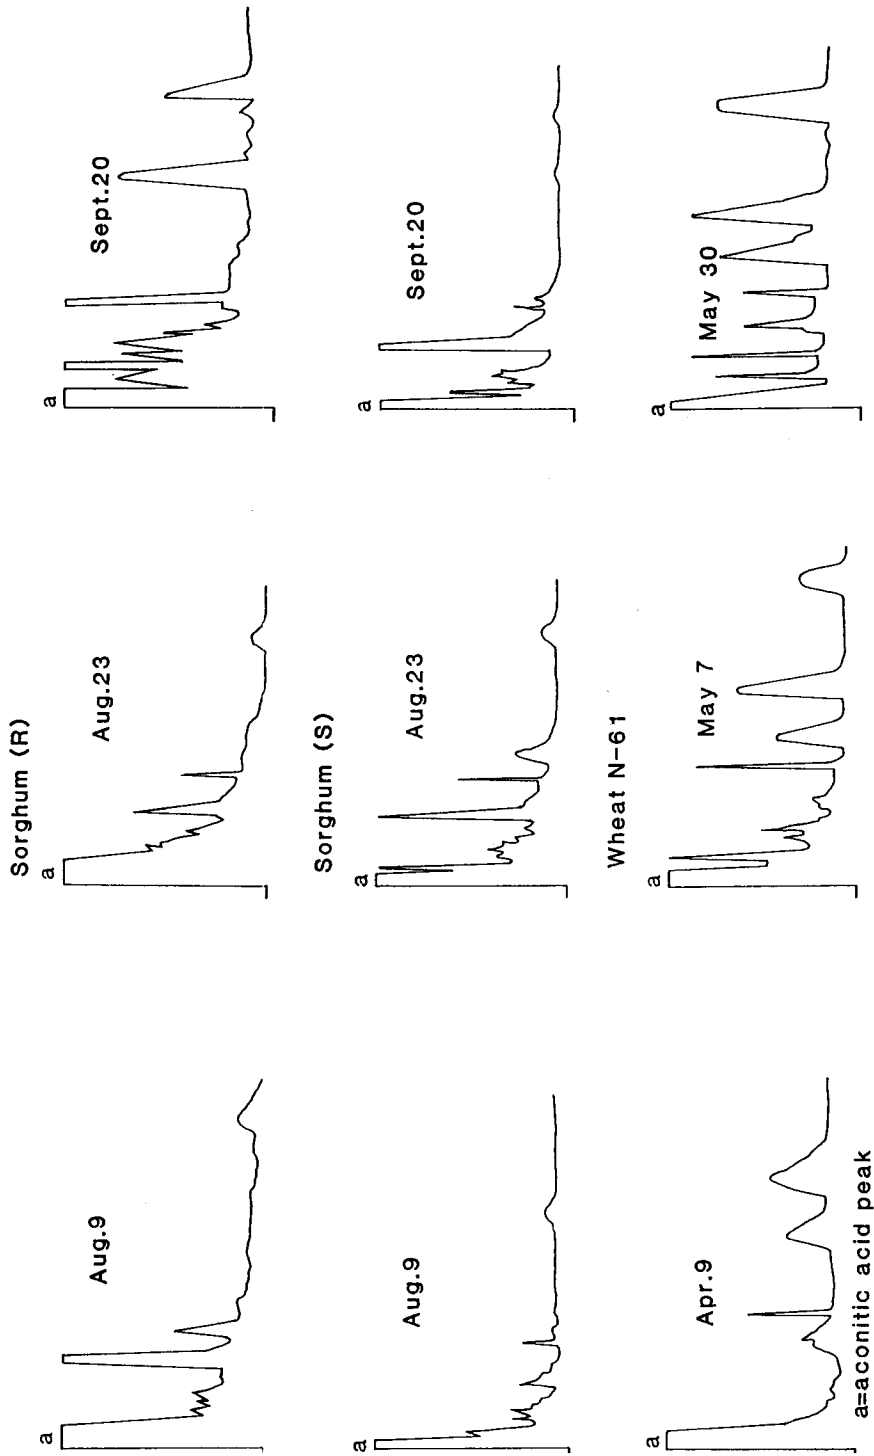 Sorghum (R)
a a a
Aug.9 Aug.23 Sept.20
Sorghum (S)
a a a
Aug.9 Aug.23 Sept.20
Wheat N-61
a a a
Apr.9 May 7 May 30
a=aconitic acid peak